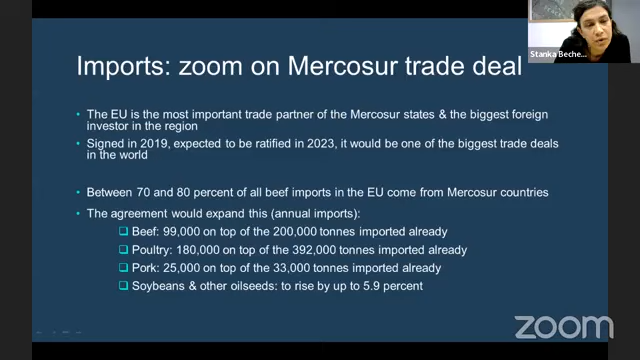 Stanka Beche...
Imports: zoom on Mercosur trade deal
• The EU is the most important trade partner of the Mercosur states & the biggest foreign
investor in the region
• Signed in 2019, expected to be ratified in 2023, it would be one of the biggest trade deals
in the world
• Between 70 and 80 percent of all beef imports in the EU come from Mercosur countries
• The agreement would expand this (annual imports):
❑ Beef: 99,000 on top of the 200,000 tonnes imported already
❑ Poultry: 180,000 on top of the 392,000 tonnes imported already
❑ Pork: 25,000 on top of the 33,000 tonnes imported already
❑ Soybeans & other oilseeds: to rise by up to 5.9 percent
zoom